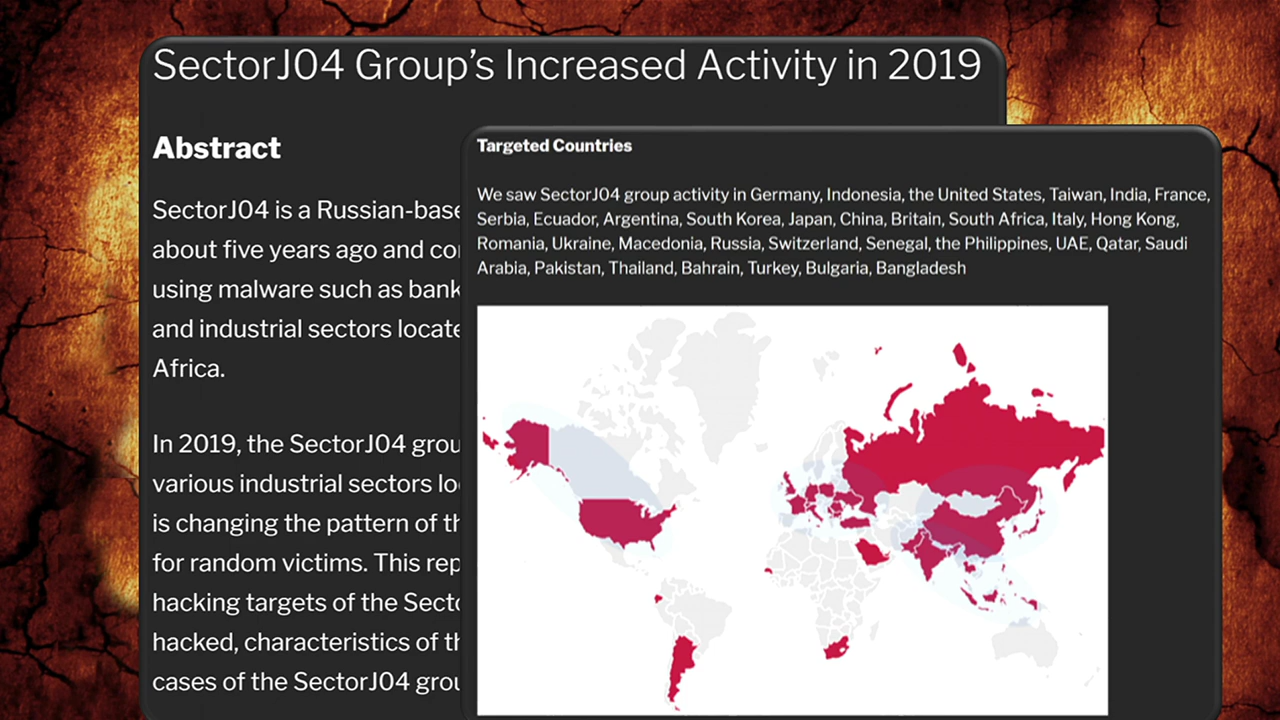 SectorJ04 Group's Increased Activity in 2019
Abstract
SectorJ04 is a Russian-base
about five years ago and co
using malware such as bank
and industrial sectors locate
Africa.
In 2019, the SectorJ04 grou
various industrial sectors lo
is changing the pattern of th
for random victims. This rep
hacking targets of the Secto
hacked, characteristics of th
cases of the SectorJ04 grou
Targeted Countries
We saw SectorJ04 group activity in Germany, Indonesia, the United States, Taiwan, India, France,
Serbia, Ecuador, Argentina, South Korea, Japan, China, Britain, South Africa, Italy, Hong Kong,
Romania, Ukraine, Macedonia, Russia, Switzerland, Senegal, the Philippines, UAE, Qatar, Saudi
Arabia, Pakistan, Thailand, Bahrain, Turkey, Bulgaria, Bangladesh